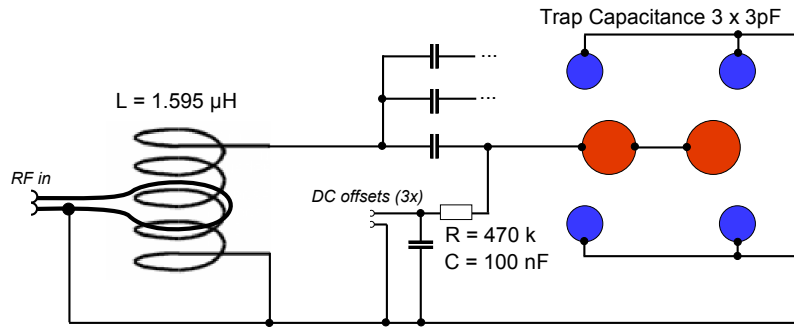 Trap Capacitance 3 x 3pF
L = 1.595 µH
...
...
RF in
DC offsets (3x)
R = 470 k
C = 100 nF